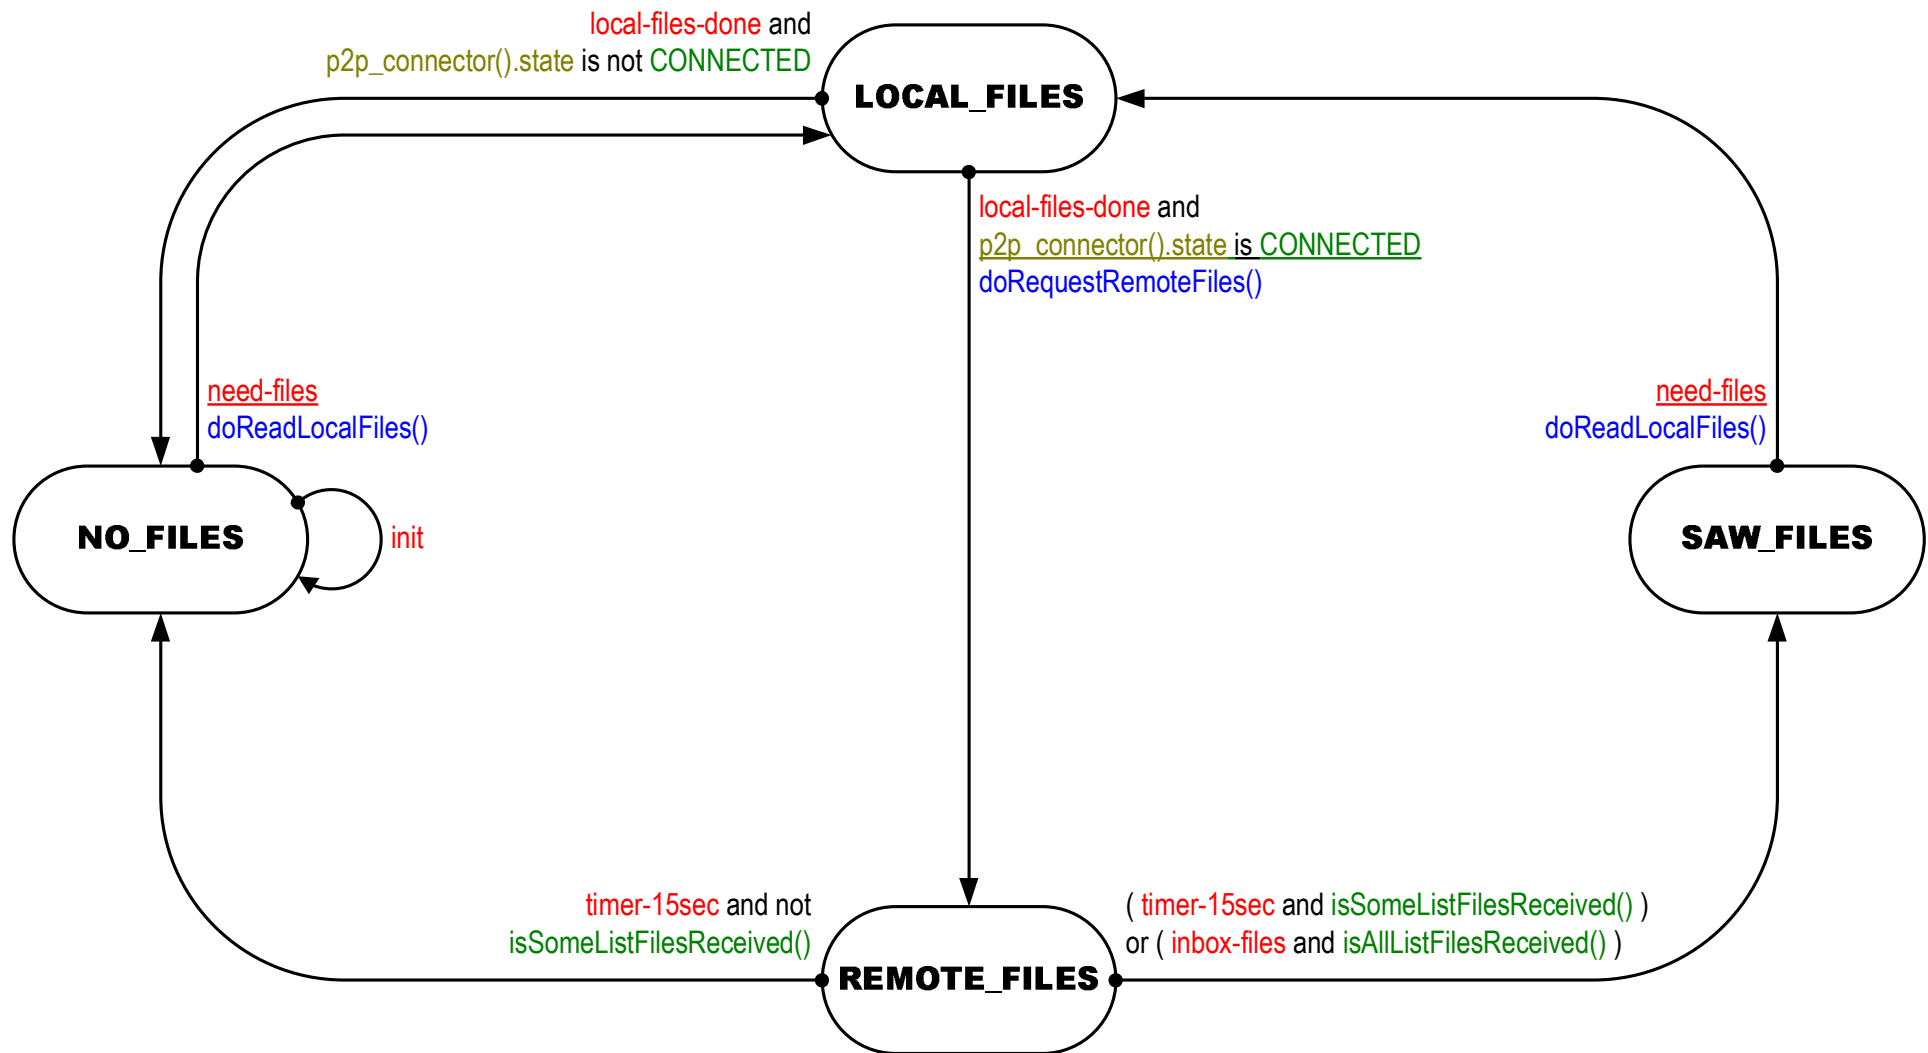 local-files-done and
p2p_connector().state is not CONNECTED
LOCAL_FILES
local-files-done and
p2p_connector().state is CONNECTED
doRequestRemoteFiles()
need-files
doReadLocalFiles()
need-files
doReadLocalFiles()
NO_FILES
init
SAW_FILES
timer-15sec and not
isSomeListFilesReceived()
( timer-15sec and isSomeListFilesReceived() )
or ( inbox-files and isAllListFilesReceived() )
REMOTE_FILES